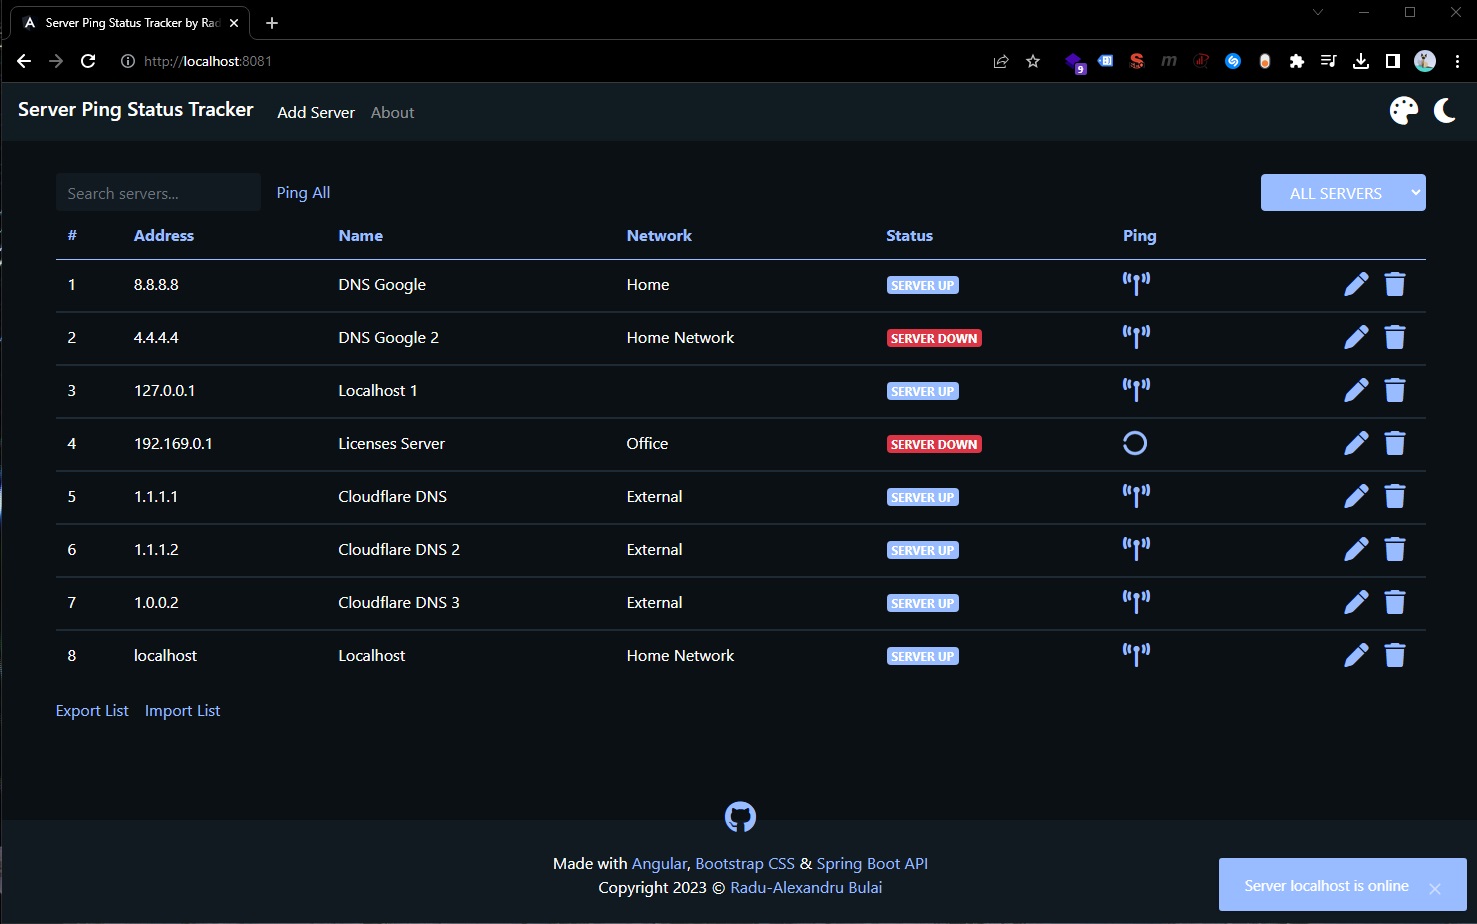 Server Ping Status Tracker by Rad
http://localhost:8081
9
Server Ping Status Tracker Add Server About
Search servers... Ping All ALL SERVERS
# Address Name Network Status Ping
1 8.8.8.8 DNS Google Home SERVER UP
2 4.4.4.4 DNS Google 2 Home Network SERVER DOWN
3 127.0.0.1 Localhost 1 SERVER UP
4 192.169.0.1 Licenses Server Office SERVER DOWN
5 1.1.1.1 Cloudflare DNS External SERVER UP
6 1.1.1.2 Cloudflare DNS 2 External SERVER UP
7 1.0.0.2 Cloudflare DNS 3 External SERVER UP
8 localhost Localhost Home Network SERVER UP
Export List Import List
Made with Angular, Bootstrap CSS & Spring Boot API
Copyright 2023 © Radu-Alexandru Bulai
Server localhost is online